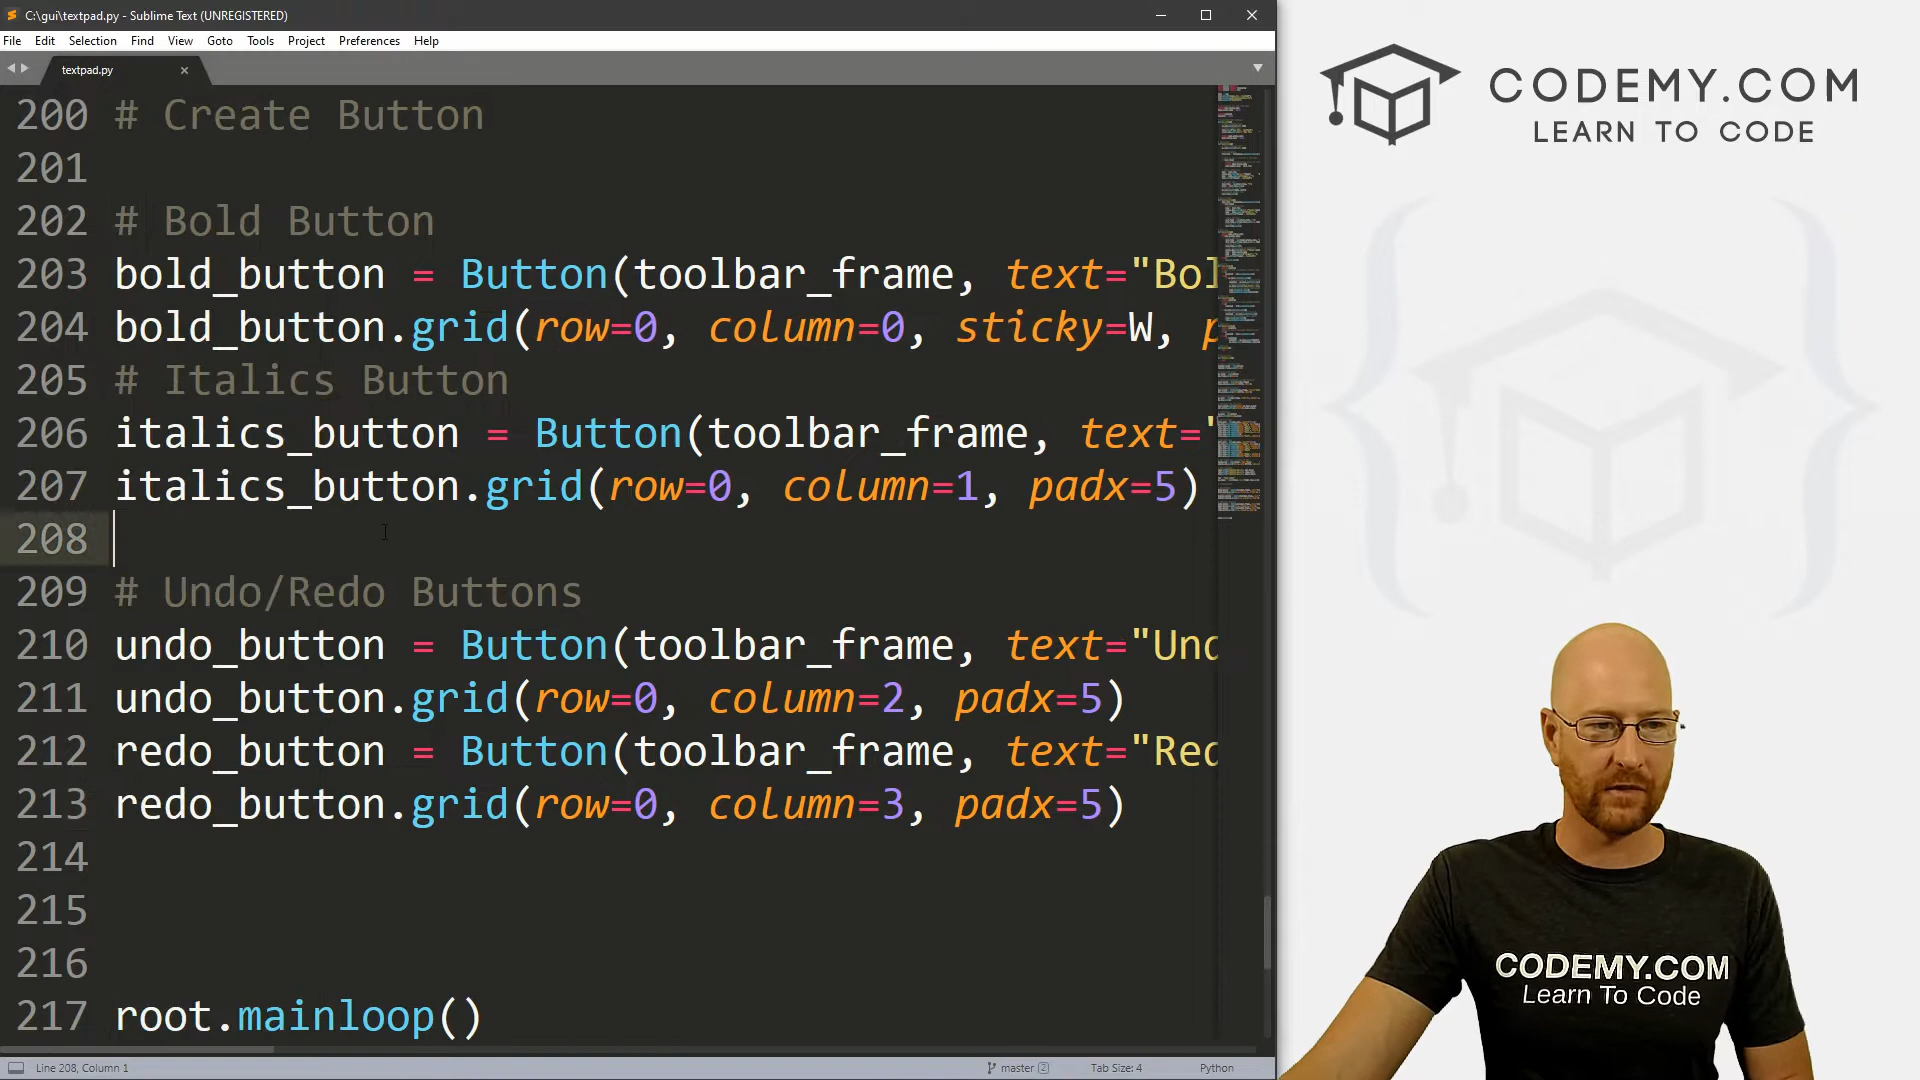 C:\gui\textpad.py - Sublime Text (UNREGISTERED)
File Edit Selection Find View Goto Tools Project Preferences Help
textpad.py
200 # Create Button
201
202 # Bold Button
203 bold_button = Button(toolbar_frame, text="Bol
204 bold_button.grid(row=0, column=0, sticky=W, p
205 # Italics Button
206 italics_button = Button(toolbar_frame, text="
207 italics_button.grid(row=0, column=1, padx=5)
208
209 # Undo/Redo Buttons
210 undo_button = Button(toolbar_frame, text="Und
211 undo_button.grid(row=0, column=2, padx=5)
212 redo_button = Button(toolbar_frame, text="Red
213 redo_button.grid(row=0, column=3, padx=5)
214
215
216
217 root.mainloop()
Line 208, Column 1 master 2 Tab Size: 4 Python
CODEMY.COM
LEARN TO CODE
CODEMY.COM
Learn To Code